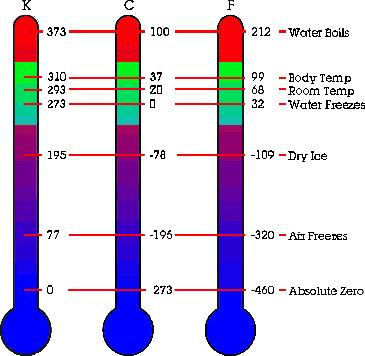 K C F
373 100 212 Water Boils
310 37 99 Body Temp
293 20 68 Room Temp
273 0 32 Water Freezes
195 -78 -109 Dry Ice
77 -196 -320 Air Freezes
0 273 -460 Absolute Zero